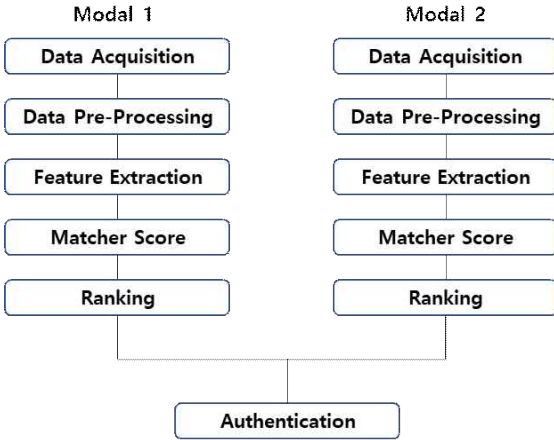 Modal 1
Modal 2
Data Acquisition
Data Acquisition
Data Pre-Processing
Data Pre-Processing
Feature Extraction
Feature Extraction
Matcher Score
Matcher Score
Ranking
Ranking
Authentication